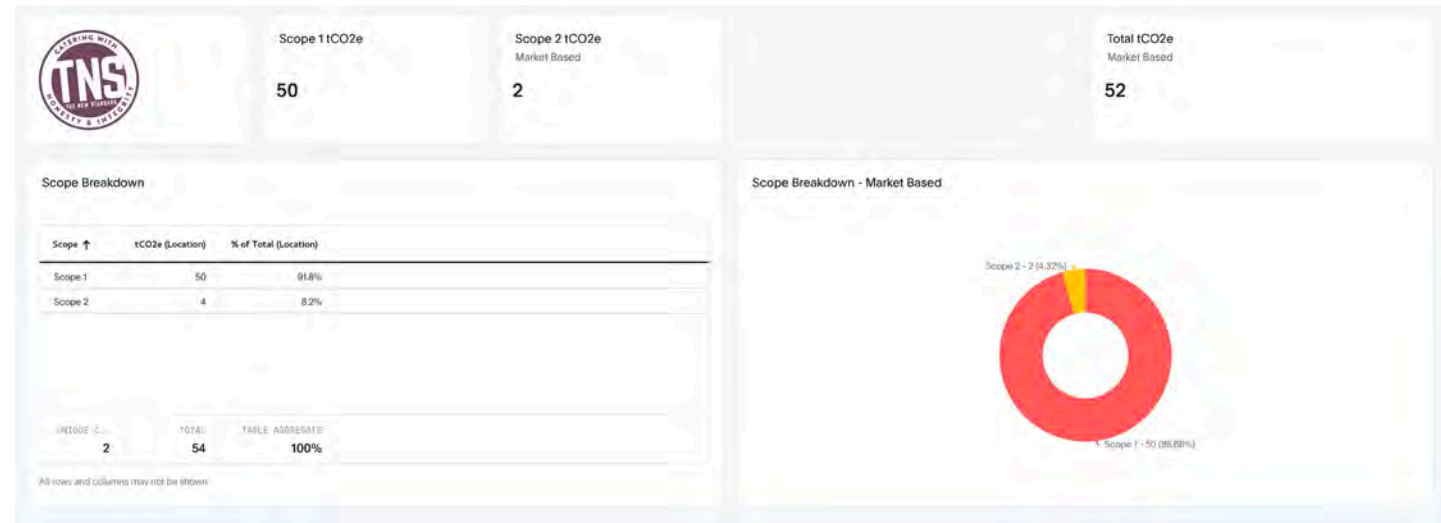 CATERING WITH
TNS
THE NEW STANDARD
HONESTY & INTEGRITY
Scope 1 tCO2e
50
Scope 2 tCO2e
Market Based
2
Total tCO2e
Market Based
52
Scope Breakdown
Scope ↑ tCO2e (Location) % of Total (Location)
Scope 1 50 91.8%
Scope 2 4 8.2%
UNIQUE C... TOTAL TABLE AGGREGATE
2 54 100%
All rows and columns may not be shown
Scope Breakdown - Market Based
Scope 2 - 2 (4.32%)
Scope 1 - 50 (95.68%)